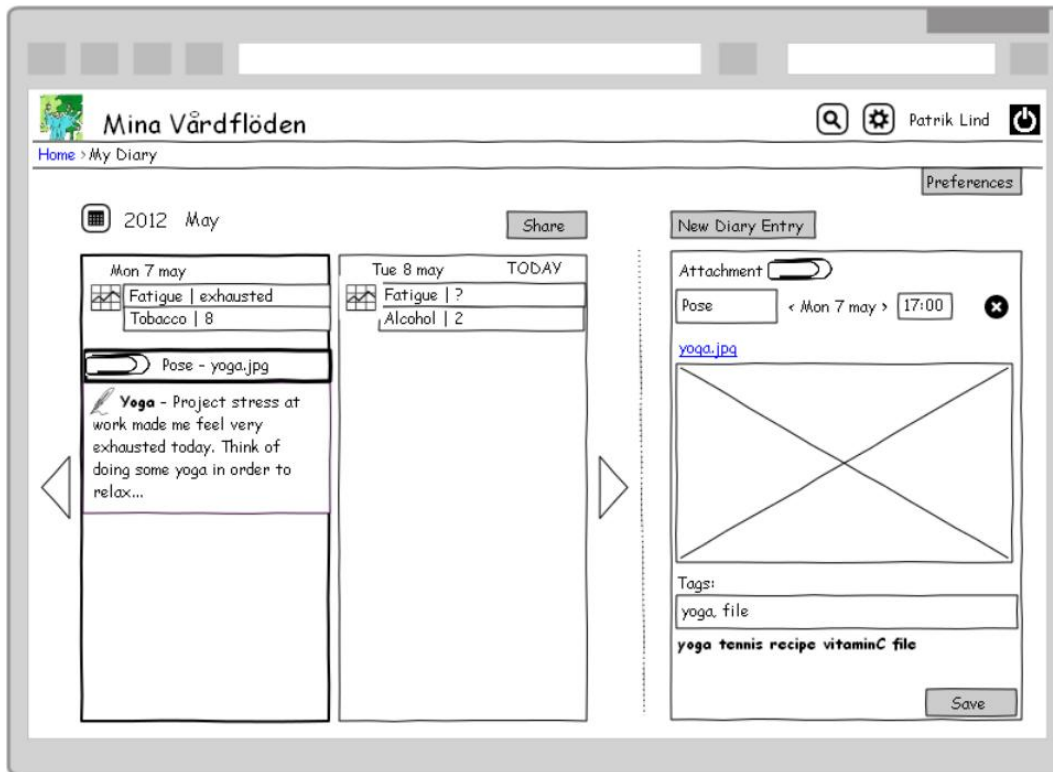 Mina Vårdflöden
Patrik Lind
Home > My Diary
Preferences
2012 May
Share
Mon 7 may
Fatigue | exhausted
Tobacco | 8
Pose - yoga.jpg
Yoga - Project stress at
work made me feel very
exhausted today. Think of
doing some yoga in order to
relax...
Tue 8 may TODAY
Fatigue | ?
Alcohol | 2
New Diary Entry
Attachment
Pose < Mon 7 may > 17:00
yoga.jpg
Tags:
yoga, file
yoga tennis recipe vitaminC file
Save